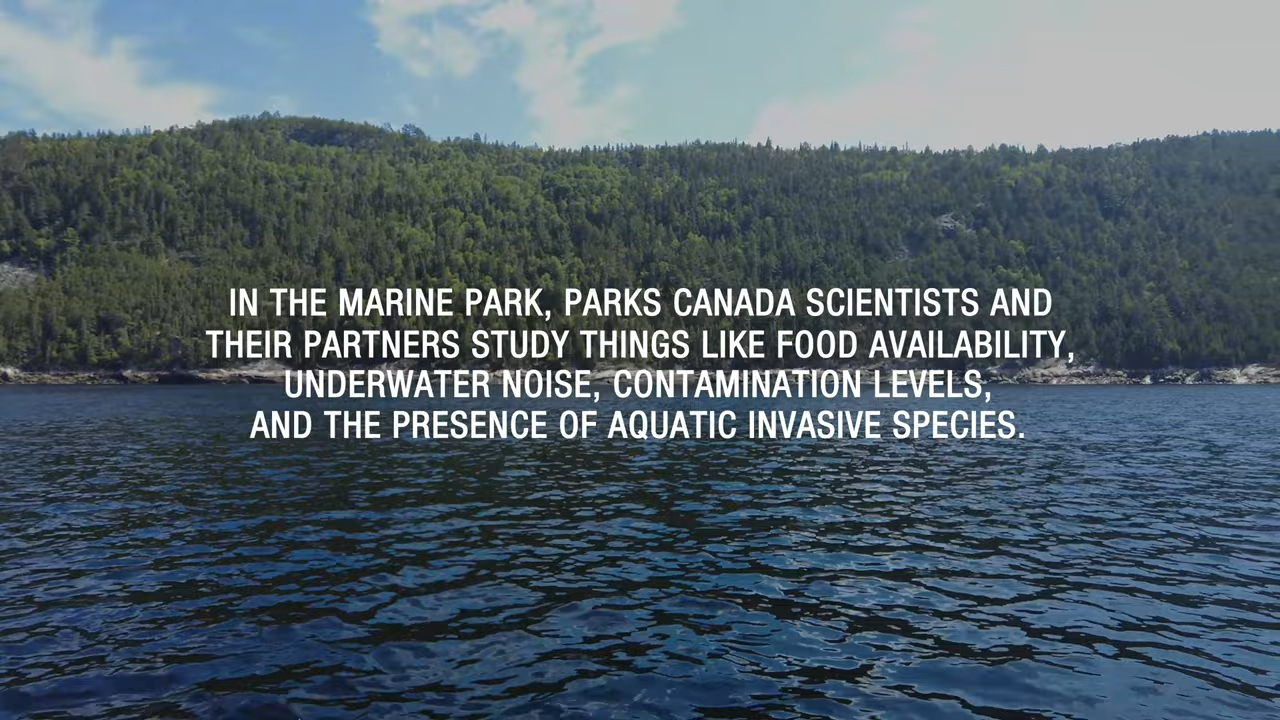 IN THE MARINE PARK, PARKS CANADA SCIENTISTS AND
THEIR PARTNERS STUDY THINGS LIKE FOOD AVAILABILITY,
UNDERWATER NOISE, CONTAMINATION LEVELS,
AND THE PRESENCE OF AQUATIC INVASIVE SPECIES.